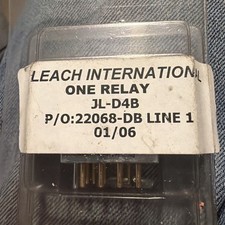 LEACH INTERNATIONAL
ONE RELAY
JL-D4B
P/O:22068-DB LINE 1
01/06